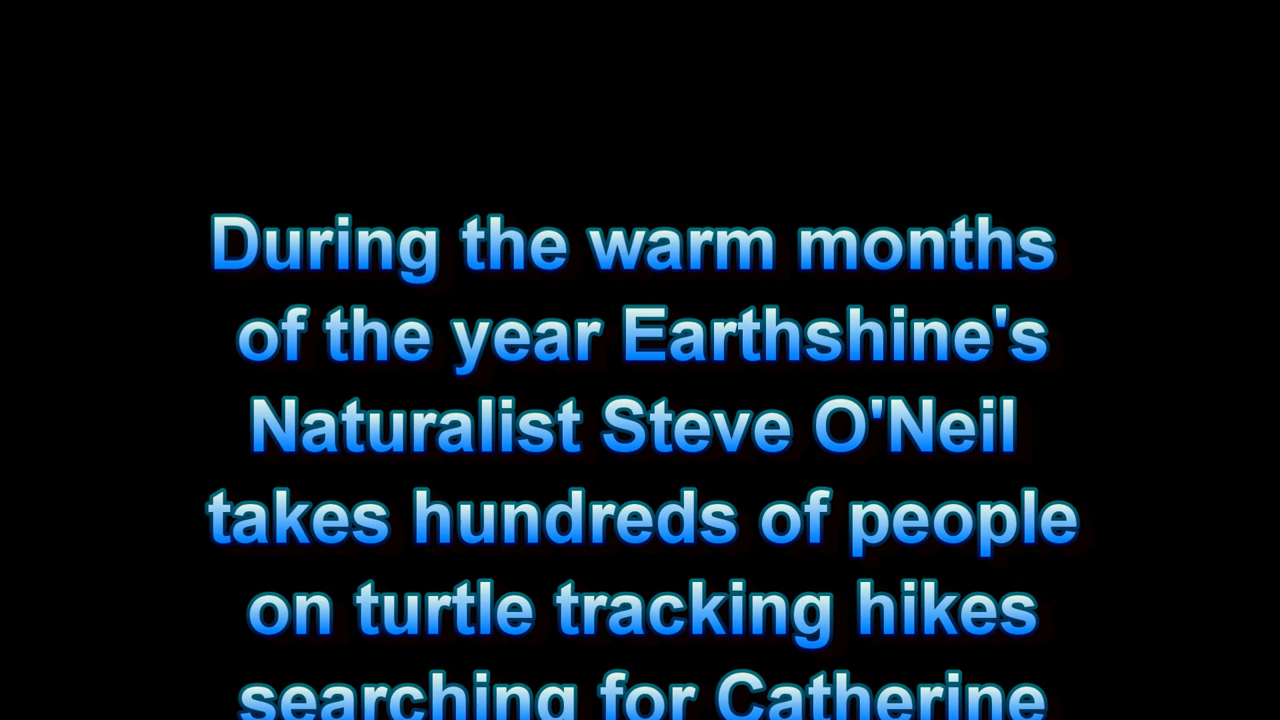 During the warm months
of the year Earthshine's
Naturalist Steve O'Neil
takes hundreds of people
on turtle tracking hikes
searching for Catherine